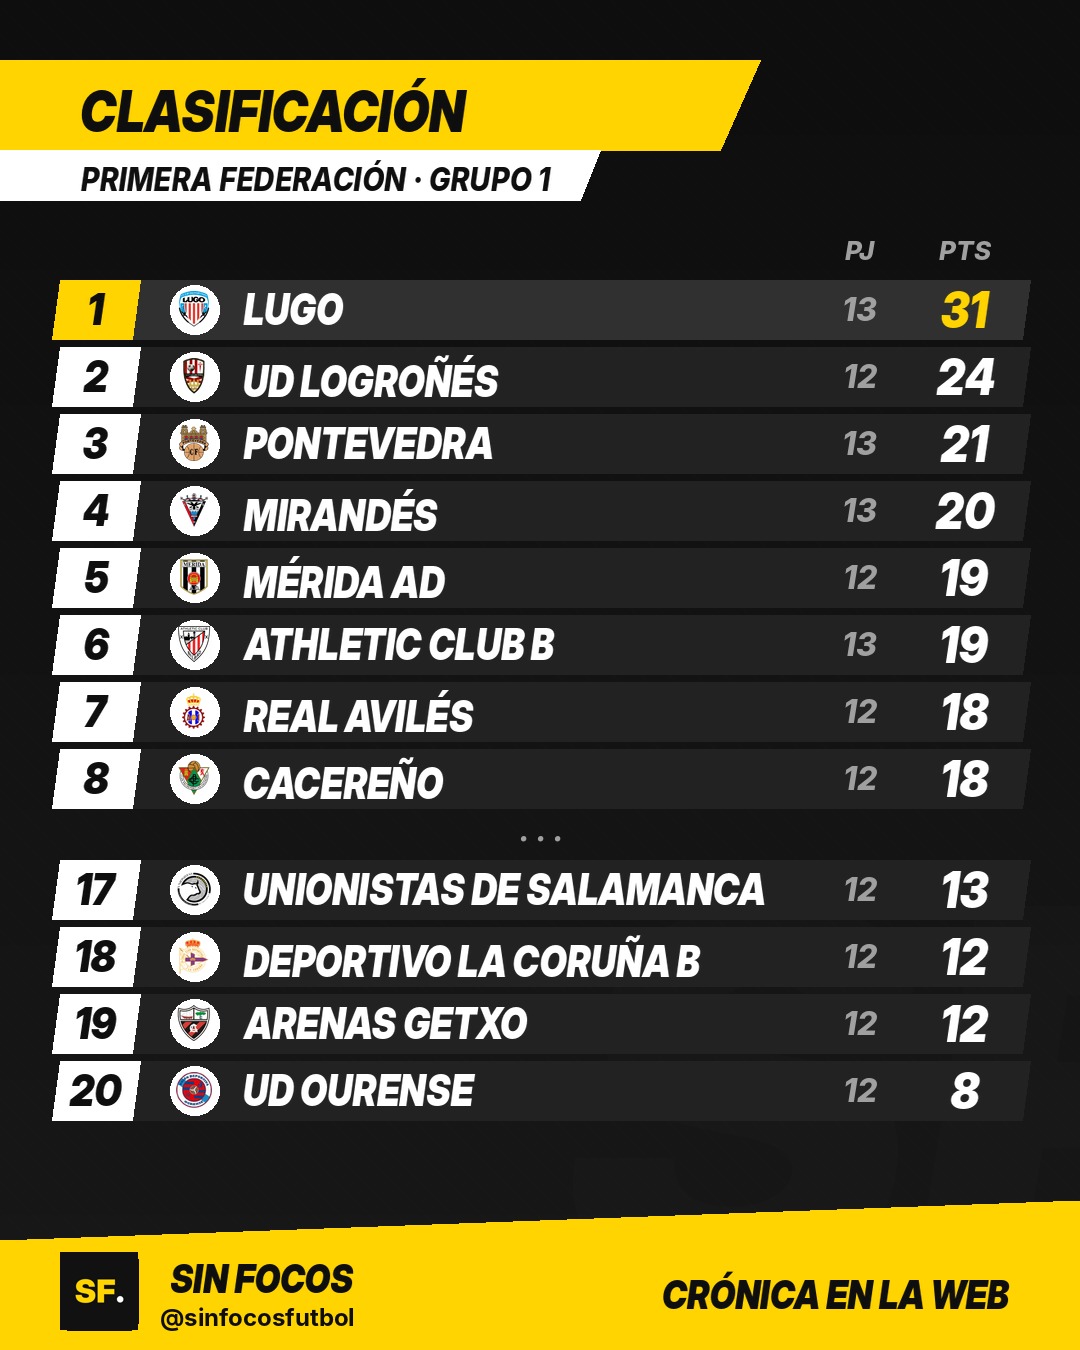 CLASIFICACIÓN
PRIMERA FEDERACIÓN · GRUPO 1
PJ PTS
1 LUGO 13 31
2 UD LOGROÑÉS 12 24
3 PONTEVEDRA 13 21
4 MIRANDÉS 13 20
5 MÉRIDA AD 12 19
6 ATHLETIC CLUB B 13 19
7 REAL AVILÉS 12 18
8 CACEREÑO 12 18
...
17 UNIONISTAS DE SALAMANCA 12 13
18 DEPORTIVO LA CORUÑA B 12 12
19 ARENAS GETXO 12 12
20 UD OURENSE 12 8
SF. SIN FOCOS
@sinfocosfutbol
CRÓNICA EN LA WEB